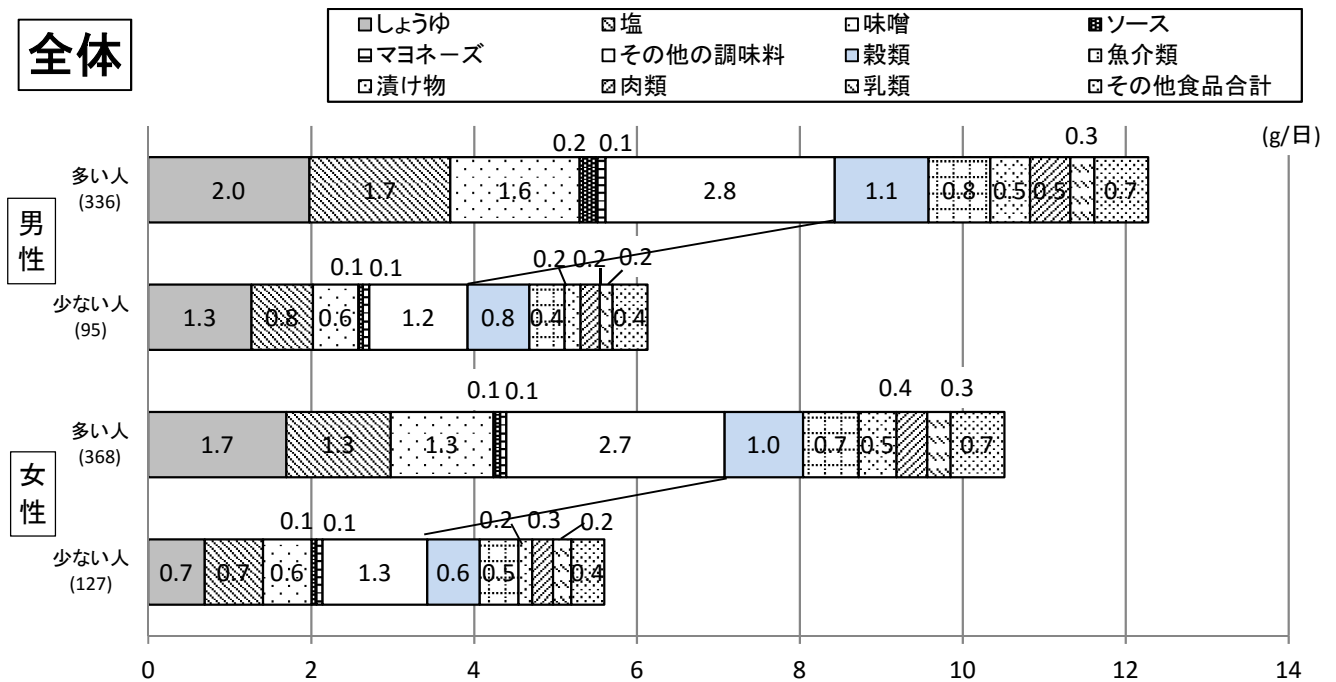 全体
しょうゆ 塩 味噌 ソース
マヨネーズ その他の調味料 穀類 魚介類
漬け物 肉類 乳類 その他食品合計
(g/日)
男性
多い人
(336)
0.2 0.1 0.3
2.0 1.7 1.6 2.8 1.1 0.8 0.5 0.5 0.7
少ない人
(95)
0.1 0.1 0.2 0.2 0.2
1.3 0.8 0.6 1.2 0.8 0.4 0.4
女性
多い人
(368)
0.1 0.1 0.4 0.3
1.7 1.3 1.3 2.7 1.0 0.7 0.5 0.7
少ない人
(127)
0.1 0.1 0.2 0.3 0.2
0.7 0.7 0.6 1.3 0.6 0.5 0.4
0 2 4 6 8 10 12 14